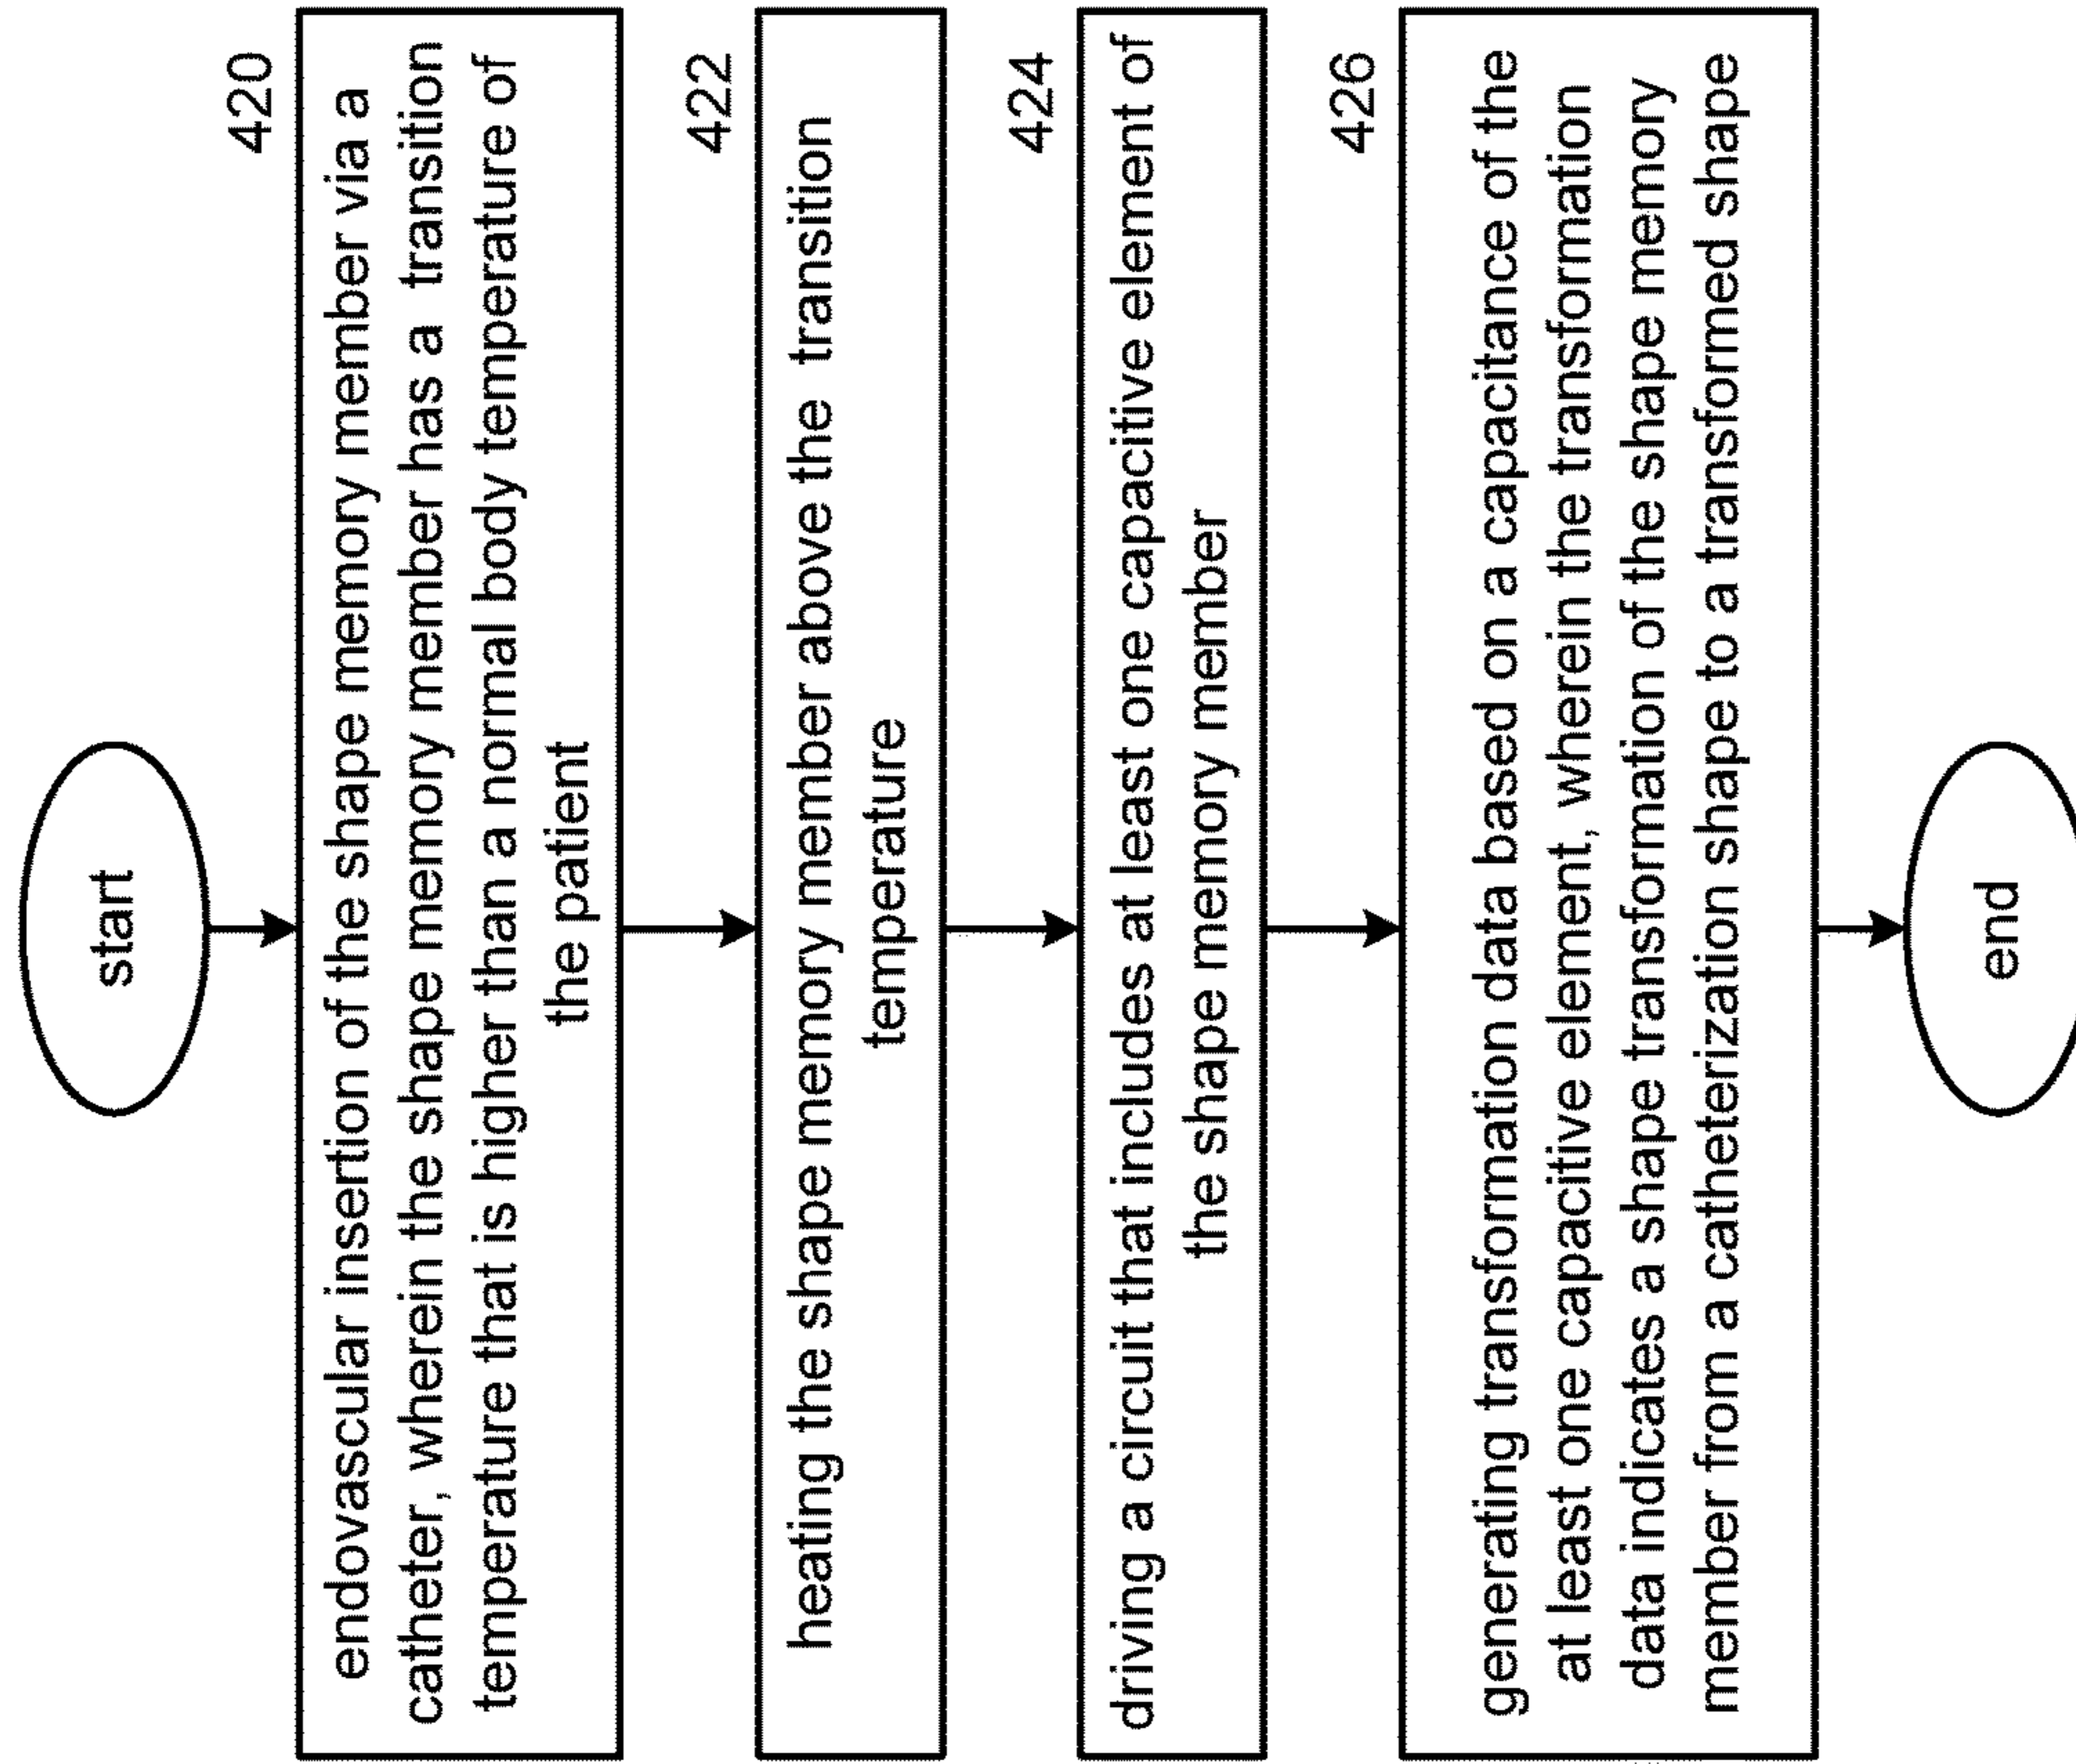 start
420
endovascular insertion of the shape memory member via a
catheter, wherein the shape memory member has a transition
temperature that is higher than a normal body temperature of
the patient
422
heating the shape memory member above the transition
temperature
424
driving a circuit that includes at least one capacitive element of
the shape memory member
426
generating transformation data based on a capacitance of the
at least one capacitive element, wherein the transformation
data indicates a shape transformation of the shape memory
member from a catheterization shape to a transformed shape
end